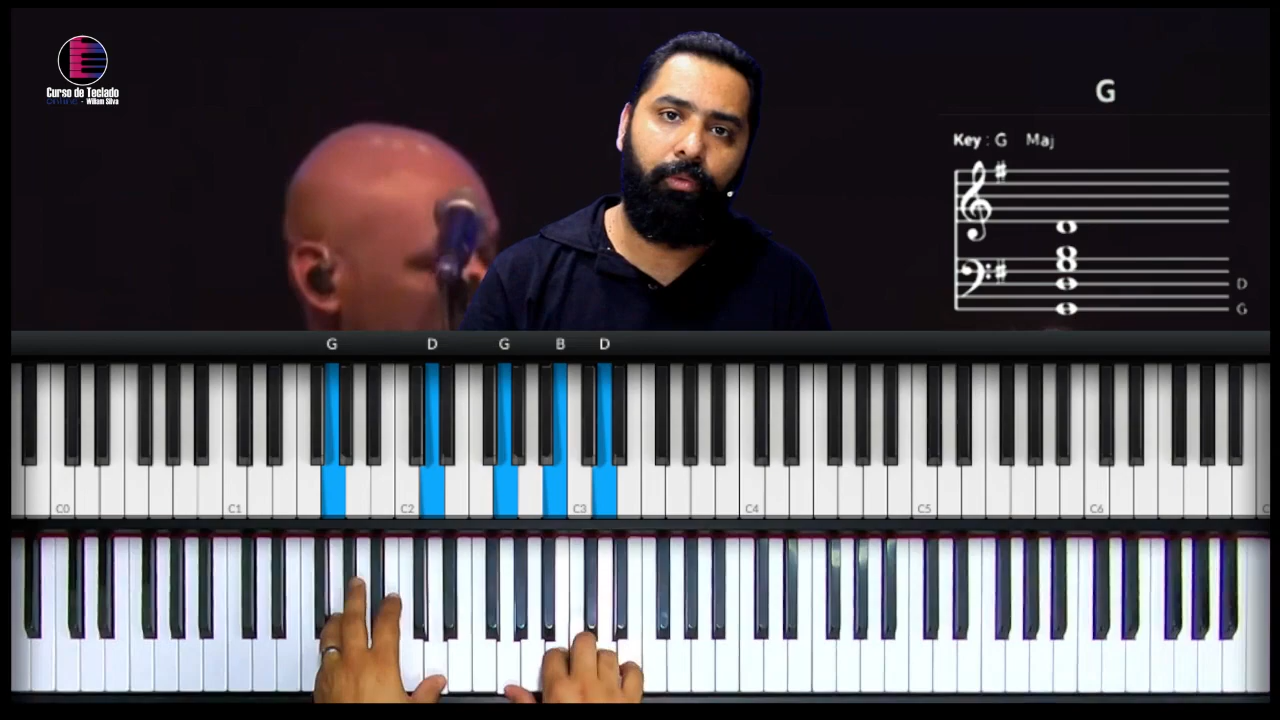 Curso de Teclado
ONLINE - Wiliam Silva
G
Key : G Maj
D
G
G D G B D
C0 C1 C2 C3 C4 C5 C6 C